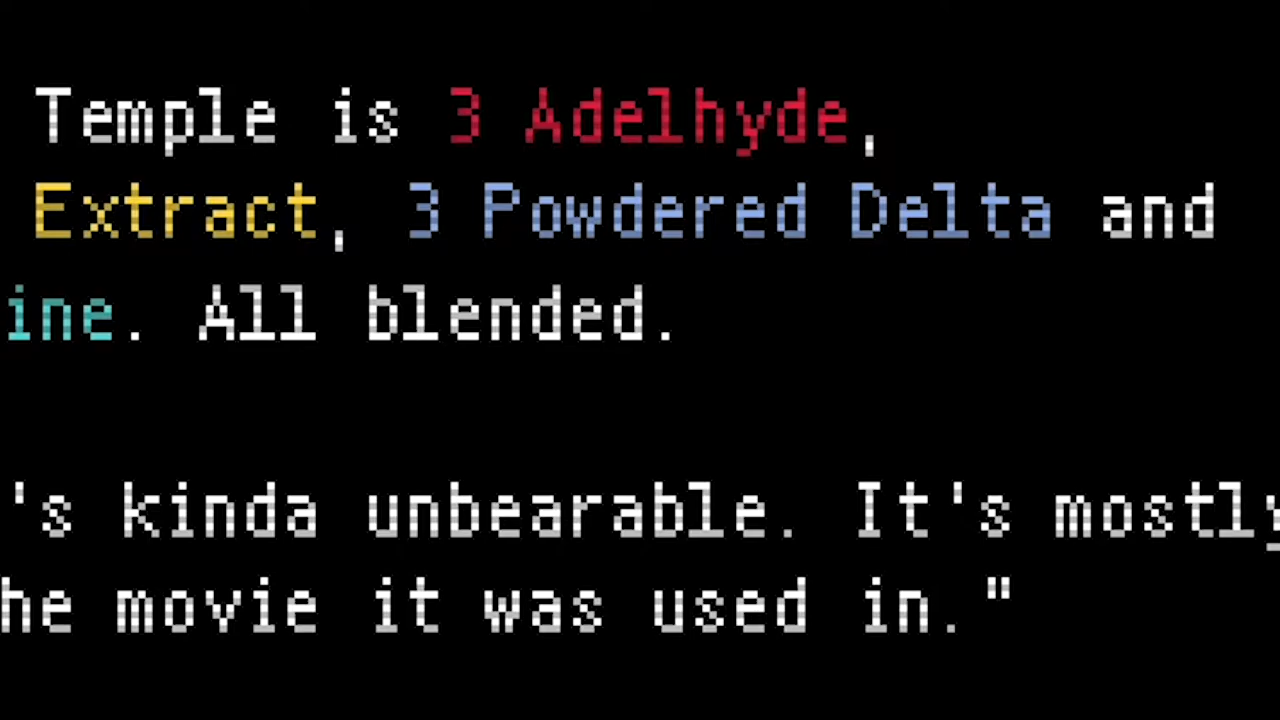 Temple is 3 Adelhyde,
Extract, 3 Powdered Delta and
ine. All blended.
's kinda unbearable. It's mostly
he movie it was used in."